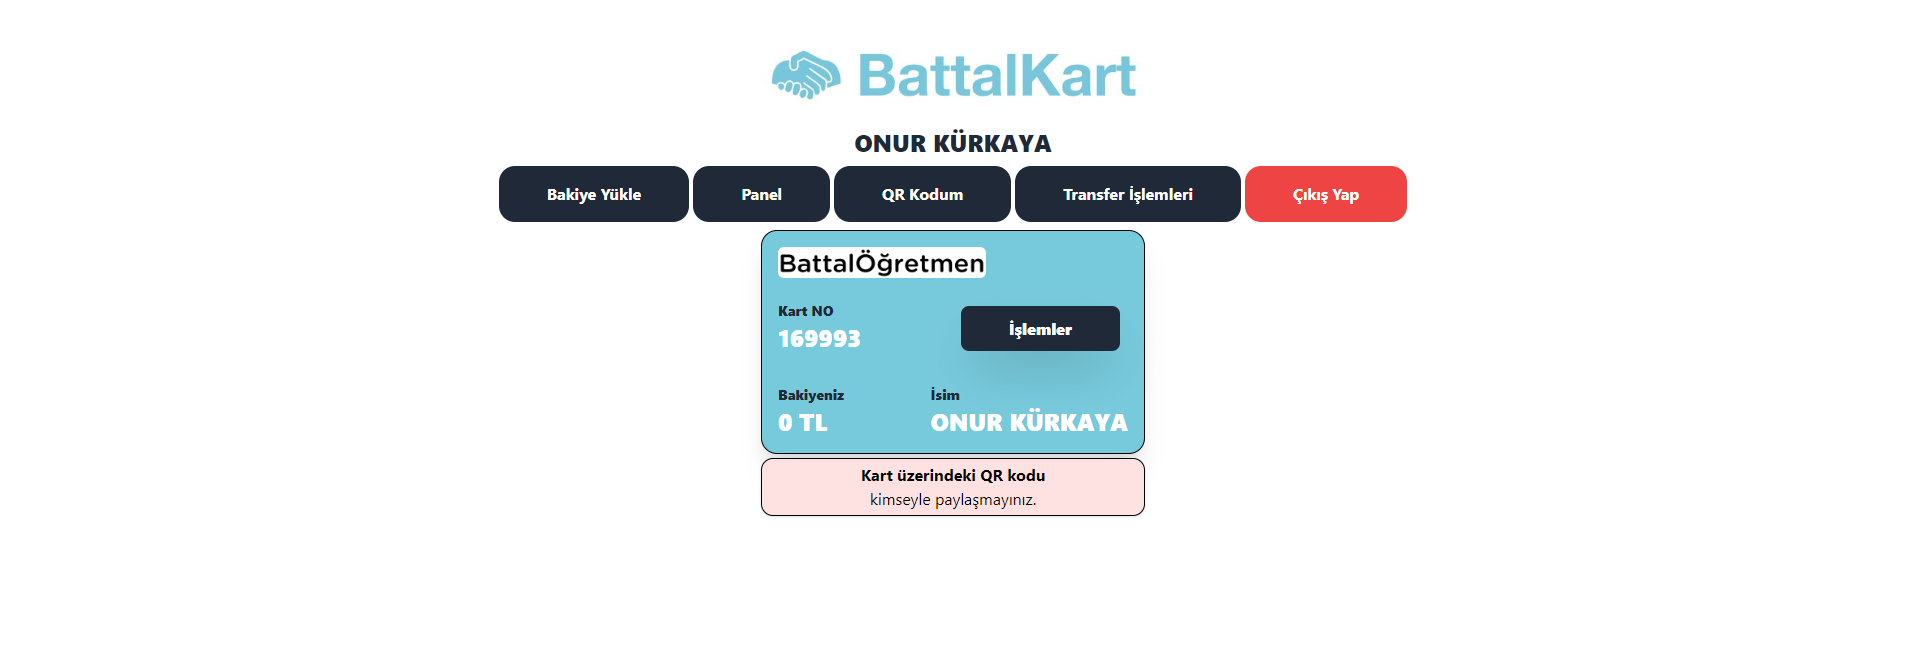 BattalKart
ONUR KÜRKAYA
Bakiye Yükle
Panel
QR Kodum
Transfer İşlemleri
Çıkış Yap
BattalÖğretmen
Kart NO
169993
İşlemler
Bakiyeniz
0 TL
İsim
ONUR KÜRKAYA
Kart üzerindeki QR kodu
kimseyle paylaşmayınız.